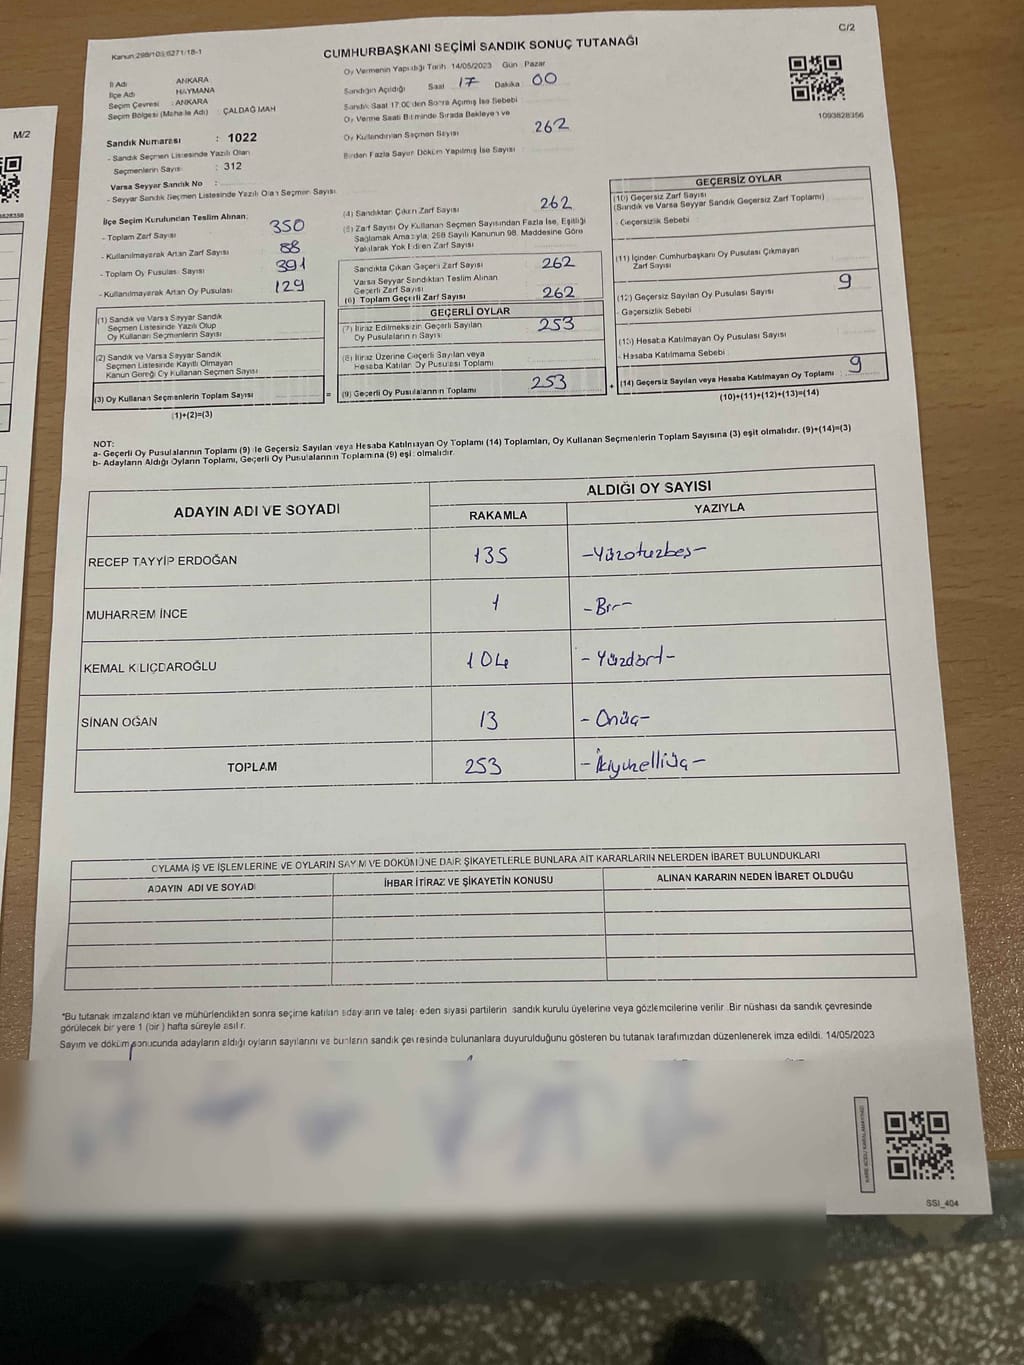 C/2
Kanun:298/103;6271/18-1
CUMHURBAŞKANI SEÇİMİ SANDIK SONUÇ TUTANAĞI
İl Adı : ANKARA
İlçe Adı : HAYMANA
Seçim Çevresi : ANKARA
Seçim Bölgesi (Mahalle Adı) : ÇALDAĞ MAH
Oy Vermenin Yapıldığı Tarih 14/05/2023 Gün : Pazar
Sandığın Açıldığı Saat : 17 Dakika : 00
Sandık Saat 17:00'den Sonra Açılmış İse Sebebi
Oy Verme Saati Bitiminde Sırada Bekleyen ve
Oy Kullandırılan Seçmen Sayısı 262
Birden Fazla Sayım Döküm Yapılmış İse Sayısı
1093828356
Sandık Numarası : 1022
- Sandık Seçmen Listesinde Yazılı Olan
Seçmenlerin Sayısı : 312
Varsa Seyyar Sandık No :
- Seyyar Sandık Seçmen Listesinde Yazılı Olan Seçmen Sayısı
İlçe Seçim Kurulundan Teslim Alınan:
- Toplam Zarf Sayısı 350
- Kullanılmayarak Artan Zarf Sayısı 88
- Toplam Oy Pusulası Sayısı 391
- Kullanılmayarak Artan Oy Pusulası 129
(1) Sandık ve Varsa Seyyar Sandık
Seçmen Listesinde Yazılı Olup
Oy Kullanan Seçmenlerin Sayısı
(2) Sandık ve Varsa Seyyar Sandık
Seçmen Listesinde Kayıtlı Olmayan
Kanun Gereği Oy Kullanan Seçmen Sayısı
(3) Oy Kullanan Seçmenlerin Toplam Sayısı
(1)+(2)=(3)
=
(4) Sandıktan Çıkan Zarf Sayısı 262
(5) Zarf Sayısı Oy Kullanan Seçmen Sayısından Fazla İse, Eşitliği
Sağlamak Amacıyla; 298 Sayılı Kanunun 98. Maddesine Göre
Yakılarak Yok Edilen Zarf Sayısı
Sandıkta Çıkan Geçerli Zarf Sayısı 262
Varsa Seyyar Sandıktan Teslim Alınan
Geçerli Zarf Sayısı
(6) Toplam Geçerli Zarf Sayısı 262
GEÇERLİ OYLAR
(7) İtiraz Edilmeksizin Geçerli Sayılan
Oy Pusulaların Sayısı 253
(8) İtiraz Üzerine Geçerli Sayılan veya
Hesaba Katılan Oy Pusulası Toplamı
(9) Geçerli Oy Pusulalarının Toplamı 253
+
GEÇERSİZ OYLAR
(10) Geçersiz Zarf Sayısı
(Sandık ve Varsa Seyyar Sandık Geçersiz Zarf Toplamı)
- Geçersizlik Sebebi
(11) İçinden Cumhurbaşkanı Oy Pusulası Çıkmayan
Zarf Sayısı
(12) Geçersiz Sayılan Oy Pusulası Sayısı 9
- Geçersizlik Sebebi
(13) Hesaba Katılmayan Oy Pusulası Sayısı
- Hesaba Katılmama Sebebi
(14) Geçersiz Sayılan veya Hesaba Katılmayan Oy Toplamı 9
(10)+(11)+(12)+(13)=(14)
NOT:
a- Geçerli Oy Pusulalarının Toplamı (9) ile Geçersiz Sayılan veya Hesaba Katılmayan Oy Toplamı (14) Toplamları, Oy Kullanan Seçmenlerin Toplam Sayısına (3) eşit olmalıdır. (9)+(14)=(3)
b- Adayların Aldığı Oyların Toplamı, Geçerli Oy Pusulalarının Toplamına (9) eşit olmalıdır.
ADAYIN ADI VE SOYADI
ALDIĞI OY SAYISI
RAKAMLA YAZIYLA
RECEP TAYYİP ERDOĞAN 135 -Yüzotuzbeş-
MUHARREM İNCE 1 -Bir-
KEMAL KILIÇDAROĞLU 104 -Yüzdört-
SİNAN OĞAN 13 -Onüç-
TOPLAM 253 -İkiyüzelliüç-
OYLAMA İŞ VE İŞLEMLERİNE VE OYLARIN SAYIM VE DÖKÜMÜNE DAİR ŞİKAYETLERLE BUNLARA AİT KARARLARIN NELERDEN İBARET BULUNDUKLARI
ADAYIN ADI VE SOYADI İHBAR İTİRAZ VE ŞİKAYETİN KONUSU ALINAN KARARIN NEDEN İBARET OLDUĞU
*Bu tutanak imzalandıktan ve mühürlendikten sonra seçime katılan adayların ve talep eden siyasi partilerin sandık kurulu üyelerine veya gözlemcilerine verilir. Bir nüshası da sandık çevresinde
görülecek bir yere 1 (bir) hafta süreyle asılır.
Sayım ve döküm sonucunda adayların aldığı oyların sayılarını ve bunların sandık çevresinde bulunanlara duyurulduğunu gösteren bu tutanak tarafımızdan düzenlenerek imza edildi. 14/05/2023
SSI_404
M/2